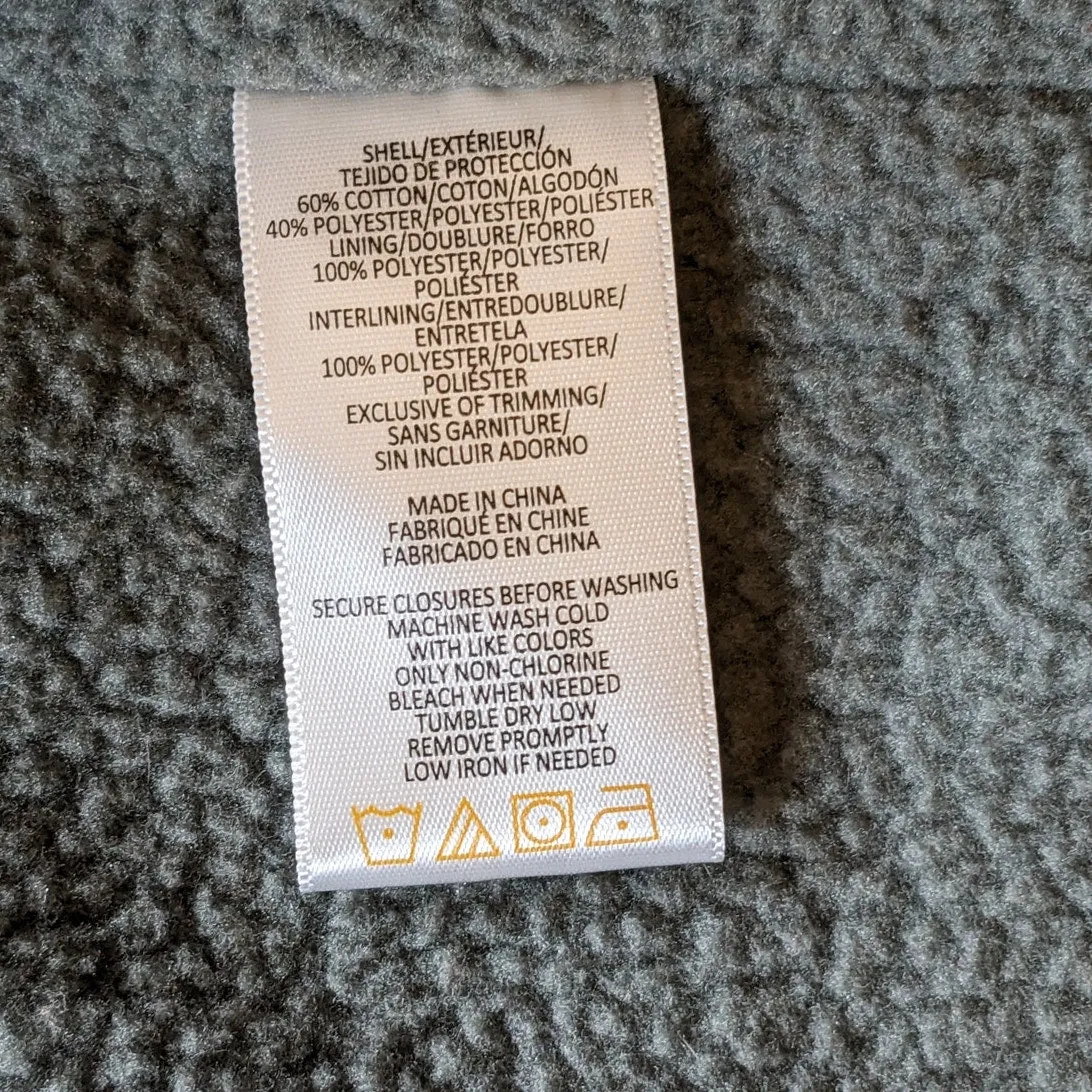 SHELL/EXTÉRIEUR/
TEJIDO DE PROTECCIÓN
60% COTTON/COTON/ALGODÓN
40% POLYESTER/POLYESTER/POLIÉSTER
LINING/DOUBLURE/FORRO
100% POLYESTER/POLYESTER/
POLIÉSTER
INTERLINING/ENTREDOUBLURE/
ENTRETELA
100% POLYESTER/POLYESTER/
POLIÉSTER
EXCLUSIVE OF TRIMMING/
SANS GARNITURE/
SIN INCLUIR ADORNO
MADE IN CHINA
FABRIQUÉ EN CHINE
FABRICADO EN CHINA
SECURE CLOSURES BEFORE WASHING
MACHINE WASH COLD
WITH LIKE COLORS
ONLY NON-CHLORINE
BLEACH WHEN NEEDED
TUMBLE DRY LOW
REMOVE PROMPTLY
LOW IRON IF NEEDED